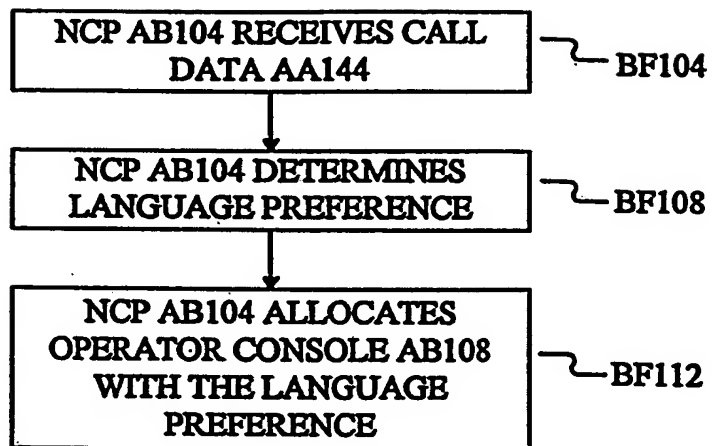 NCP AB104 RECEIVES CALL
DATA AA144
BF104
NCP AB104 DETERMINES
LANGUAGE PREFERENCE
BF108
NCP AB104 ALLOCATES
OPERATOR CONSOLE AB108
WITH THE LANGUAGE
PREFERENCE
BF112